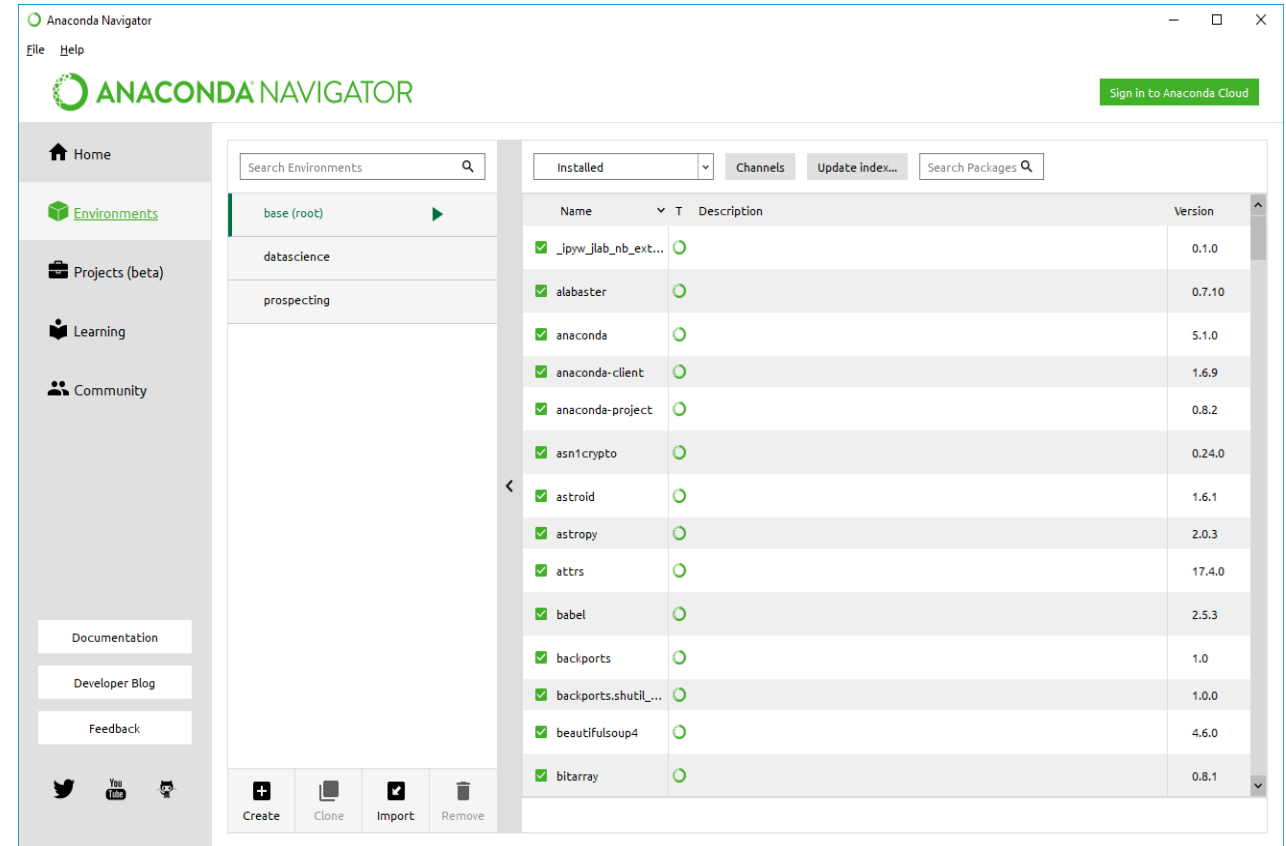 Anaconda Navigator
File Help
ANACONDA NAVIGATOR
Sign in to Anaconda Cloud
Home
Environments
Projects (beta)
Learning
Community
Documentation
Developer Blog
Feedback
You
Tube
Search Environments
base (root)
datascience
prospecting
Create Clone Import Remove
Installed Channels Update index... Search Packages
Name T Description Version
_ipyw_jlab_nb_ext... 0.1.0
alabaster 0.7.10
anaconda 5.1.0
anaconda-client 1.6.9
anaconda-project 0.8.2
asn1crypto 0.24.0
astroid 1.6.1
astropy 2.0.3
attrs 17.4.0
babel 2.5.3
backports 1.0
backports.shutil_... 1.0.0
beautifulsoup4 4.6.0
bitarray 0.8.1